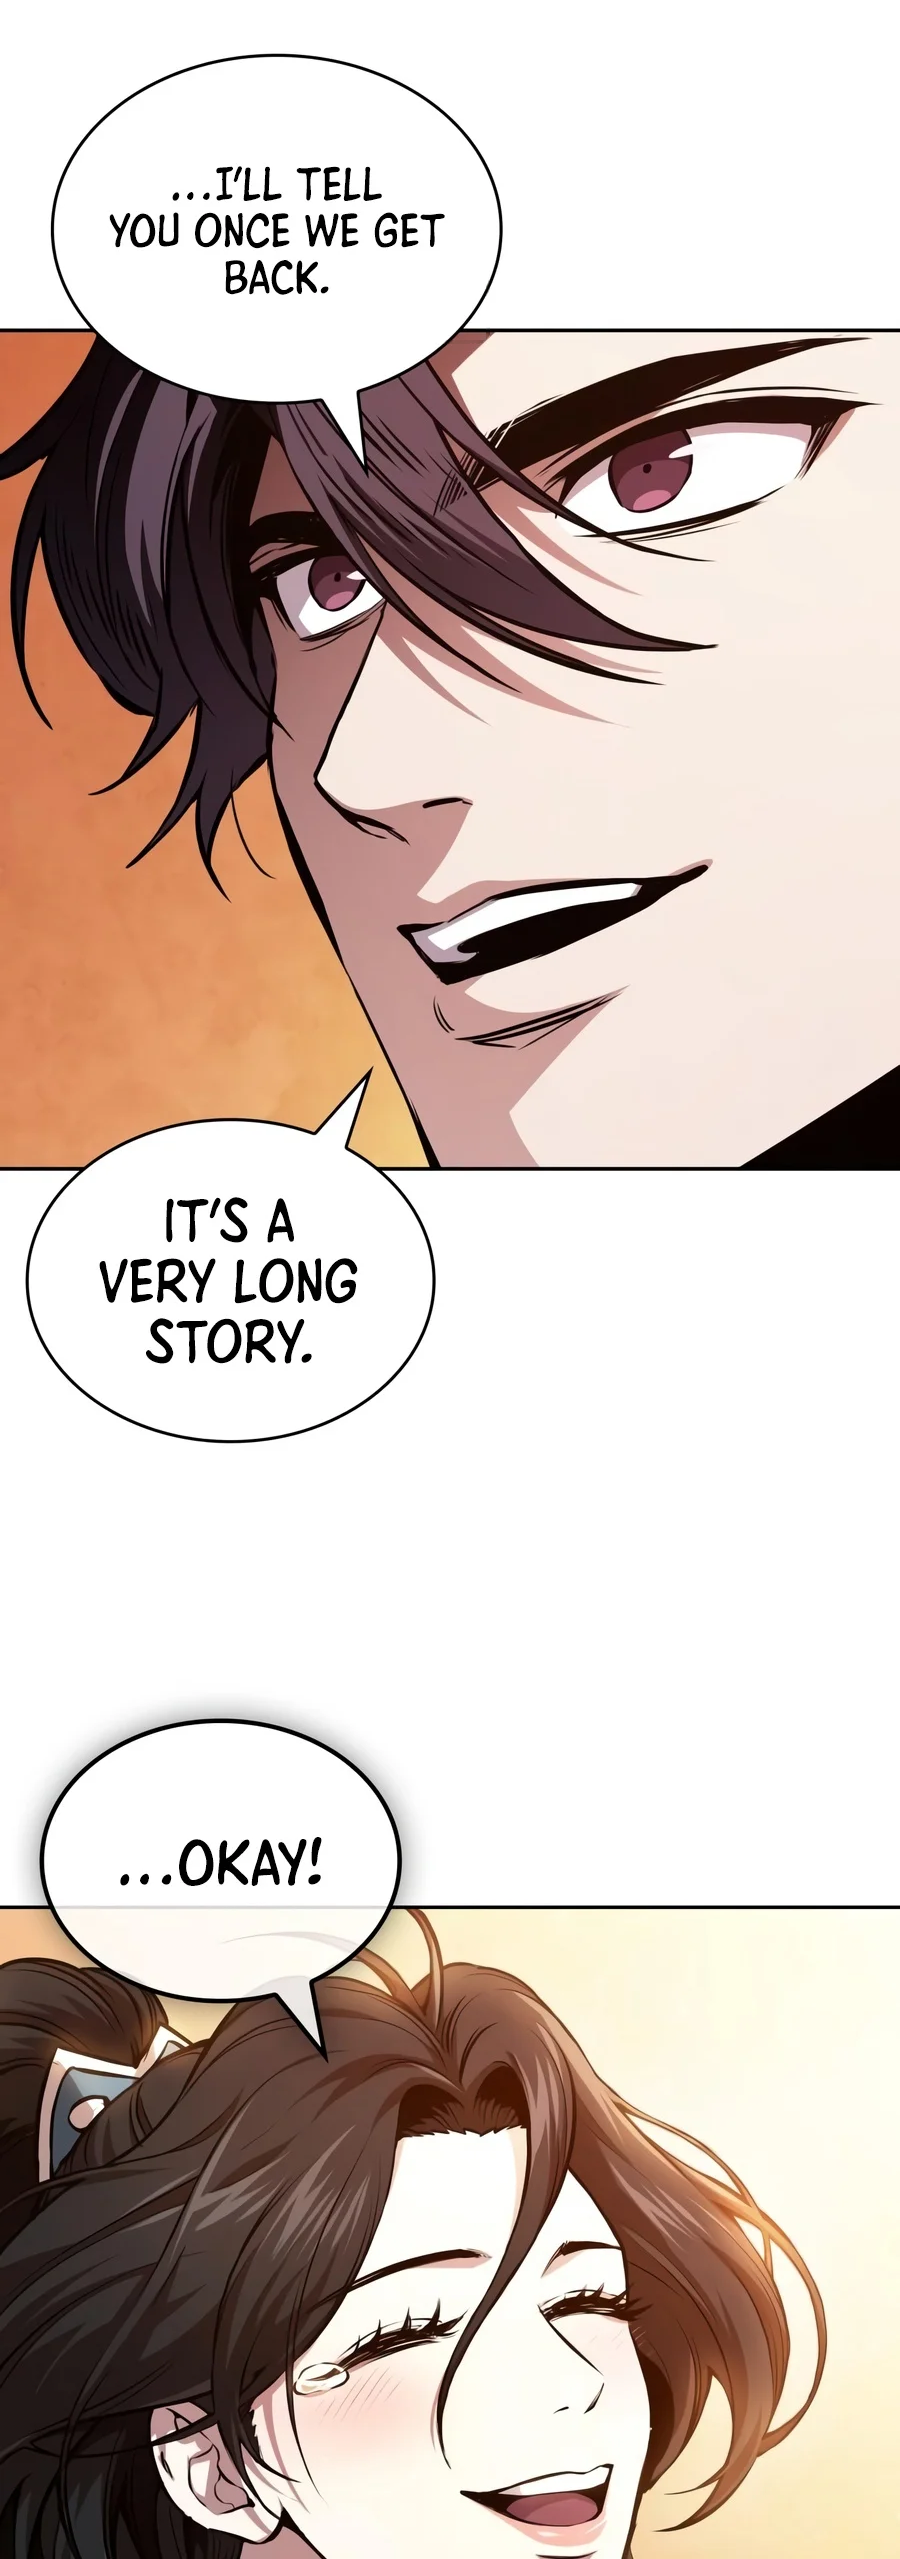 ...I'LL TELL
YOU ONCE WE GET
BACK.
IT'S A
VERY LONG
STORY.
...OKAY!